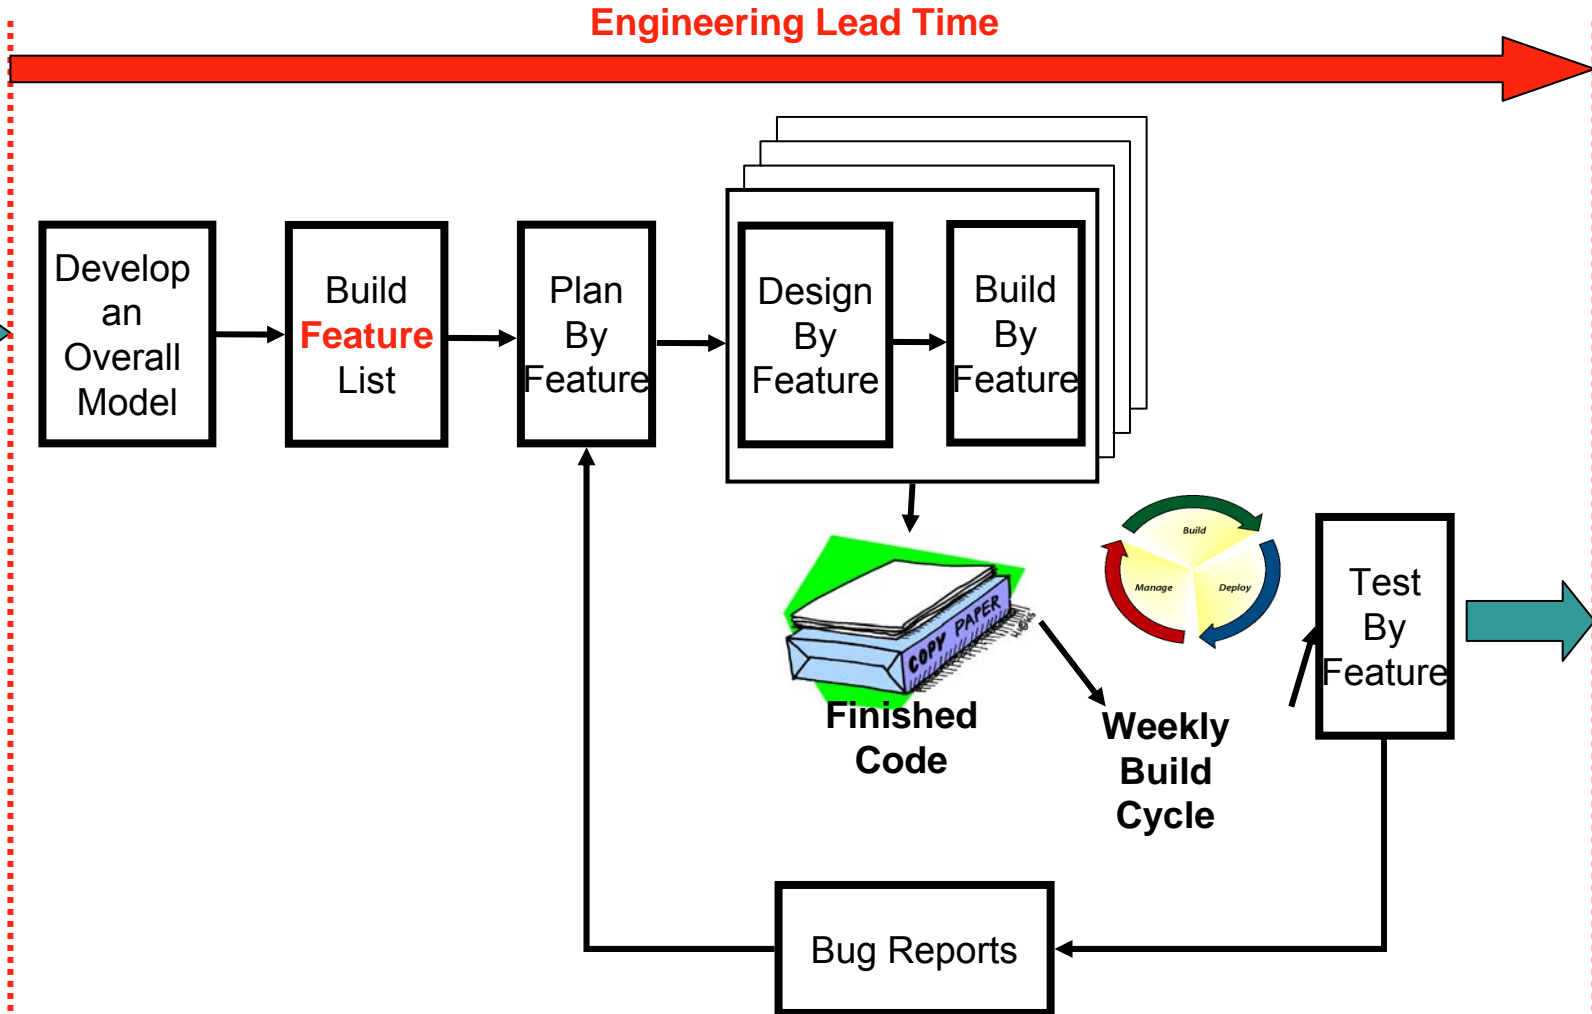 Engineering Lead Time
Develop
an
Overall
Model
Build
Feature
List
Plan
By
Feature
Design
By
Feature
Build
By
Feature
COPY PAPER
Finished
Code
Build
Manage
Deploy
Weekly
Build
Cycle
Test
By
Feature
Bug Reports